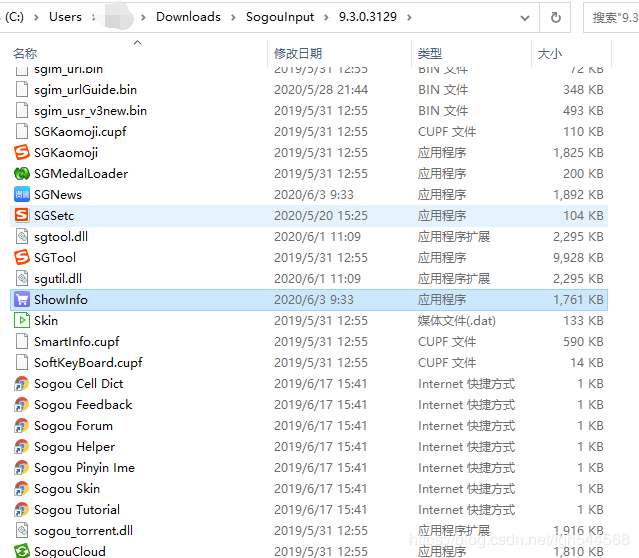 (C:) › Users › › Downloads › SogouInput › 9.3.0.3129 › 搜索"9.3
名称 修改日期 类型 大小
sgim_url.bin 2019/5/31 12:55 BIN 文件 72 KB
sgim_urlGuide.bin 2020/5/28 21:44 BIN 文件 348 KB
sgim_usr_v3new.bin 2019/5/31 12:55 BIN 文件 493 KB
SGKaomoji.cupf 2019/5/31 12:55 CUPF 文件 110 KB
SGKaomoji 2019/5/31 12:55 应用程序 1,825 KB
SGMedalLoader 2019/5/31 12:55 应用程序 200 KB
SGNews 2020/6/3 9:33 应用程序 1,892 KB
SGSetc 2020/5/20 15:25 应用程序 104 KB
sgtool.dll 2020/6/1 11:09 应用程序扩展 2,295 KB
SGTool 2019/5/31 12:55 应用程序 9,928 KB
sgutil.dll 2020/6/1 11:09 应用程序扩展 2,295 KB
ShowInfo 2020/6/3 9:33 应用程序 1,761 KB
Skin 2019/5/31 12:55 媒体文件(.dat) 133 KB
SmartInfo.cupf 2019/5/31 12:55 CUPF 文件 590 KB
SoftKeyBoard.cupf 2019/5/31 12:55 CUPF 文件 14 KB
Sogou Cell Dict 2019/6/17 15:41 Internet 快捷方式 1 KB
Sogou Feedback 2019/6/17 15:41 Internet 快捷方式 1 KB
Sogou Forum 2019/6/17 15:41 Internet 快捷方式 1 KB
Sogou Helper 2019/6/17 15:41 Internet 快捷方式 1 KB
Sogou Pinyin Ime 2019/6/17 15:41 Internet 快捷方式 1 KB
Sogou Skin 2019/6/17 15:41 Internet 快捷方式 1 KB
Sogou Tutorial 2019/6/17 15:41 Internet 快捷方式 1 KB
sogou_torrent.dll 2019/5/31 12:55 应用程序扩展 1,916 KB
SogouCloud 2019/5/31 12:55 应用程序 1,810 KB